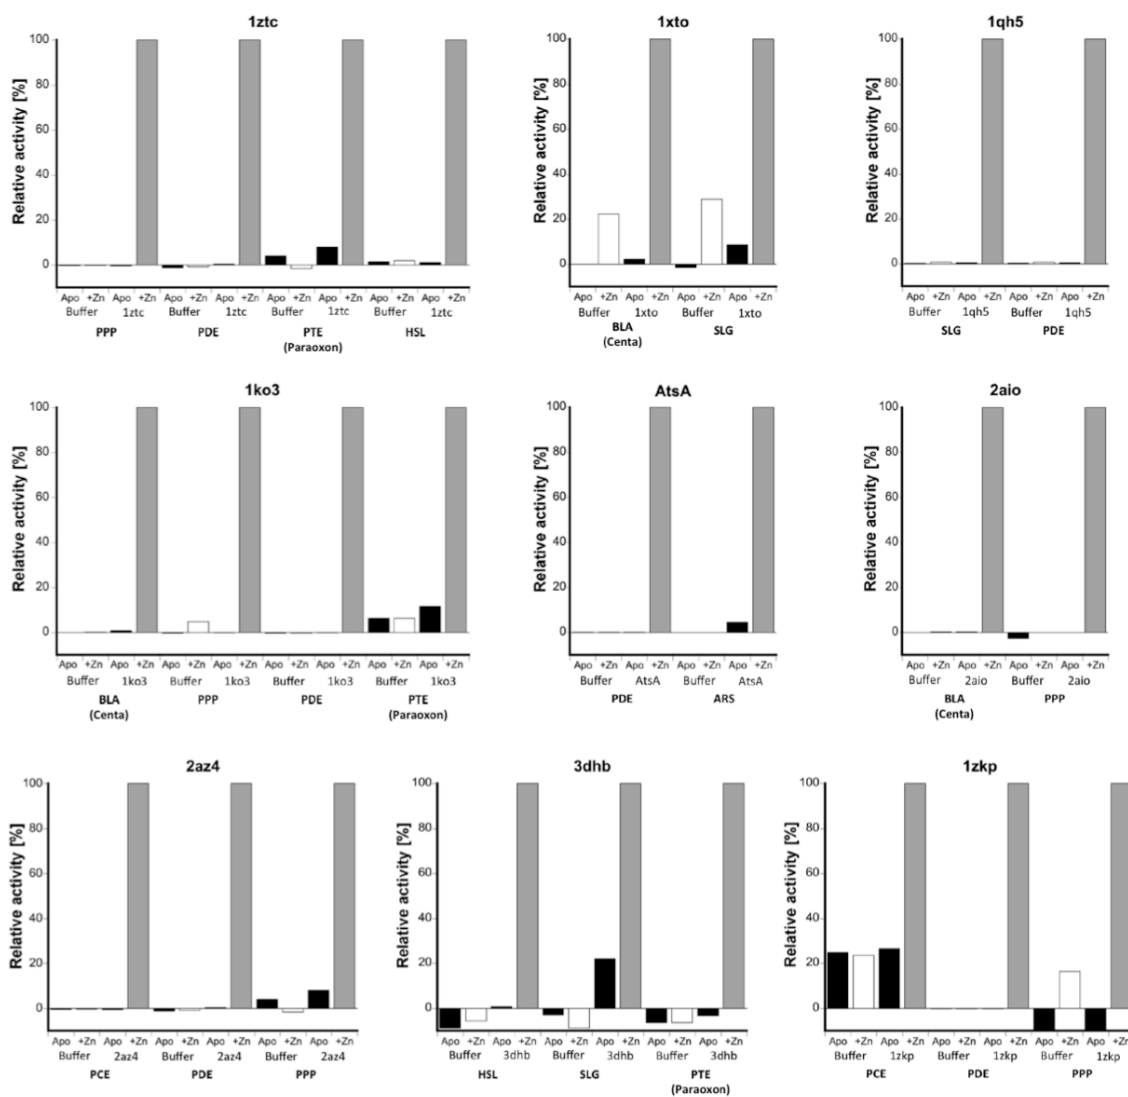 1ztc
Relative activity [%]
100
80
60
40
20
0
Apo +Zn Apo +Zn Apo +Zn Apo +Zn Apo +Zn Apo +Zn Apo +Zn Apo +Zn
Buffer 1ztc Buffer 1ztc Buffer 1ztc Buffer 1ztc
PPP PDE PTE HSL
(Paraoxon)
1xto
Relative activity [%]
100
80
60
40
20
0
Apo +Zn Apo +Zn Apo +Zn Apo +Zn
Buffer 1xto Buffer 1xto
BLA SLG
(Centa)
1qh5
Relative activity [%]
100
80
60
40
20
0
Apo +Zn Apo +Zn Apo +Zn Apo +Zn
Buffer 1qh5 Buffer 1qh5
SLG PDE
1ko3
Relative activity [%]
100
80
60
40
20
0
Apo +Zn Apo +Zn Apo +Zn Apo +Zn Apo +Zn Apo +Zn Apo +Zn Apo +Zn
Buffer 1ko3 Buffer 1ko3 Buffer 1ko3 Buffer 1ko3
BLA PPP PDE PTE
(Centa) (Paraoxon)
AtsA
Relative activity [%]
100
80
60
40
20
0
Apo +Zn Apo +Zn Apo +Zn Apo +Zn
Buffer AtsA Buffer AtsA
PDE ARS
2aio
Relative activity [%]
100
80
60
40
20
0
Apo +Zn Apo +Zn Apo +Zn Apo +Zn
Buffer 2aio Buffer 2aio
BLA PPP
(Centa)
2az4
Relative activity [%]
100
80
60
40
20
0
Apo +Zn Apo +Zn Apo +Zn Apo +Zn Apo +Zn Apo +Zn
Buffer 2az4 Buffer 2az4 Buffer 2az4
PCE PDE PPP
3dhb
Relative activity [%]
100
80
60
40
20
0
Apo +Zn Apo +Zn Apo +Zn Apo +Zn Apo +Zn Apo +Zn
Buffer 3dhb Buffer 3dhb Buffer 3dhb
HSL SLG PTE
(Paraoxon)
1zkp
Relative activity [%]
100
80
60
40
20
0
Apo +Zn Apo +Zn Apo +Zn Apo +Zn Apo +Zn Apo +Zn
Buffer 1zkp Buffer 1zkp Buffer 1zkp
PCE PDE PPP